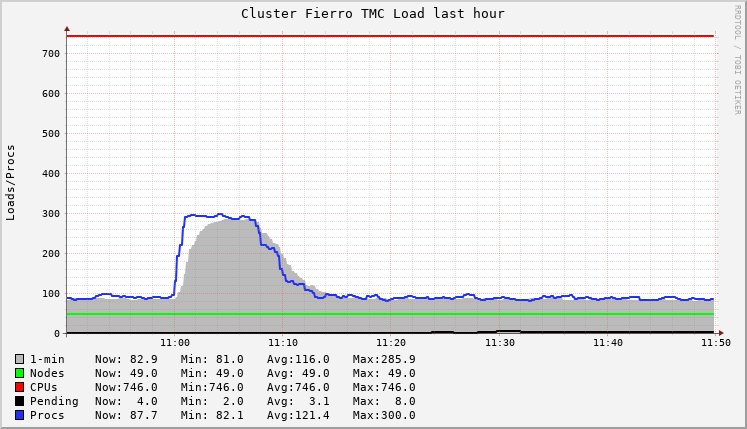 Cluster Fierro TMC Load last hour
RRDTOOL / TOBI OETIKER
Loads/Procs
700
600
500
400
300
200
100
0
11:00 11:10 11:20 11:30 11:40 11:50
1-min Now: 82.9 Min: 81.0 Avg:116.0 Max:285.9
Nodes Now: 49.0 Min: 49.0 Avg: 49.0 Max: 49.0
CPUs Now:746.0 Min:746.0 Avg:746.0 Max:746.0
Pending Now: 4.0 Min: 2.0 Avg: 3.1 Max: 8.0
Procs Now: 87.7 Min: 82.1 Avg:121.4 Max:300.0